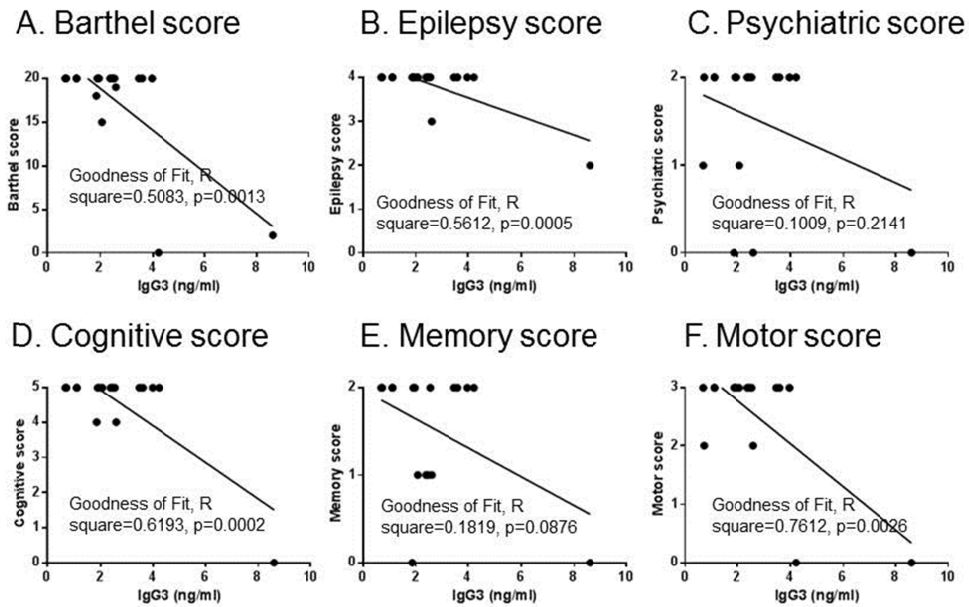 A. Barthel score
B. Epilepsy score
C. Psychiatric score
Barthel score
20
15
10
5
0
Goodness of Fit, R
square=0.5083, p=0.0013
0 2 4 6 8 10
IgG3 (ng/ml)
Epilepsy score
4
3
2
1
0
Goodness of Fit, R
square=0.5612, p=0.0005
0 2 4 6 8 10
IgG3 (ng/ml)
Psychiatric score
2
1
0
Goodness of Fit, R
square=0.1009, p=0.2141
0 2 4 6 8 10
IgG3 (ng/ml)
D. Cognitive score
E. Memory score
F. Motor score
Cognitive score
5
4
3
2
1
0
Goodness of Fit, R
square=0.6193, p=0.0002
0 2 4 6 8 10
IgG3 (ng/ml)
Memory score
2
1
0
Goodness of Fit, R
square=0.1819, p=0.0876
0 2 4 6 8 10
IgG3 (ng/ml)
Motor score
3
2
1
0
Goodness of Fit, R
square=0.7612, p=0.0026
0 2 4 6 8 10
IgG3 (ng/ml)